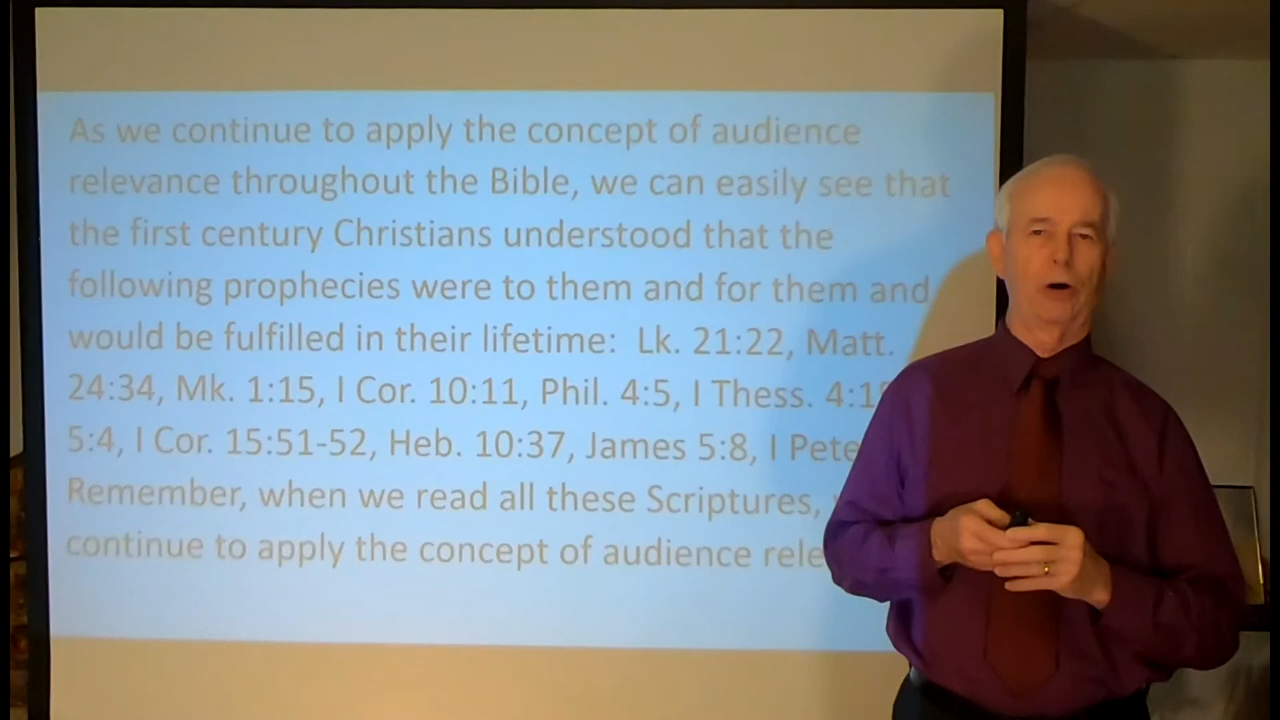 As we continue to apply the concept of audience
relevance throughout the Bible, we can easily see that
the first century Christians understood that the
following prophecies were to them and for them and
would be fulfilled in their lifetime: Lk. 21:22, Matt.
24:34, Mk. 1:15, I Cor. 10:11, Phil. 4:5, I Thess.
5:4, I Cor. 15:51-52, Heb. 10:37, James 5:8, I
Remember, when we read all these Scriptures,
continue to apply the concept of audience